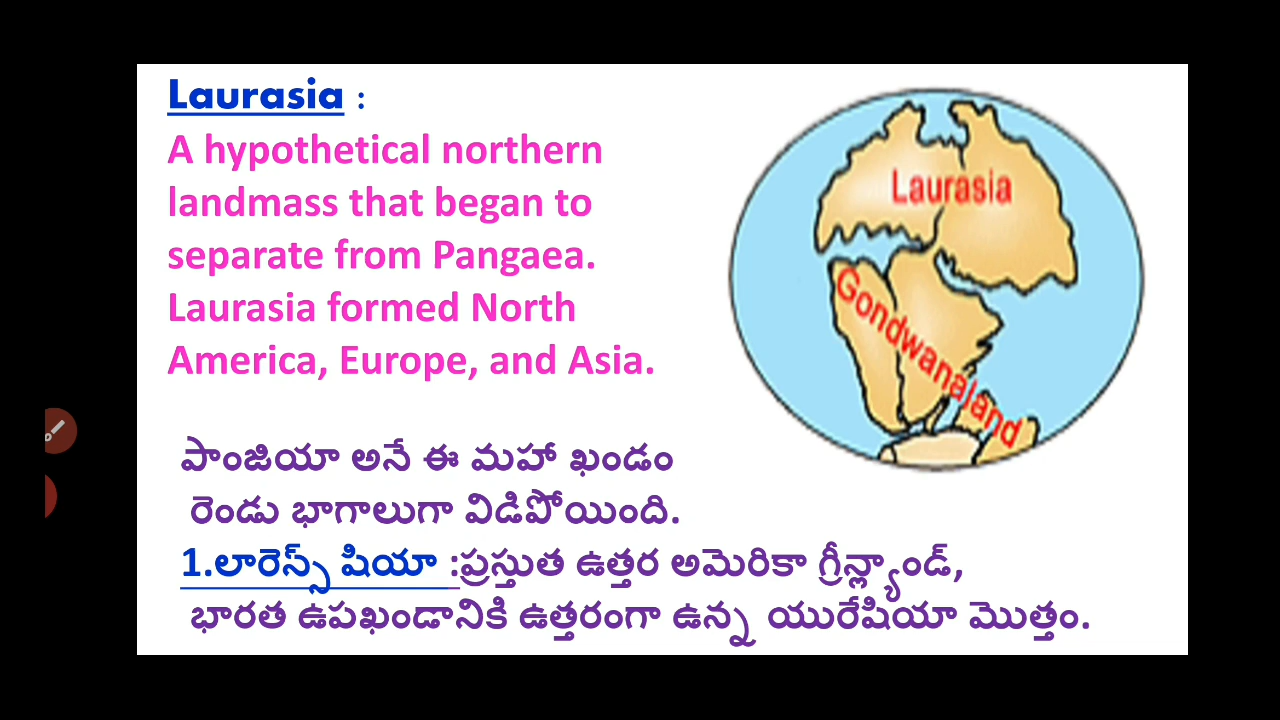 Laurasia :
A hypothetical northern
landmass that began to
separate from Pangaea.
Laurasia formed North
America, Europe, and Asia.
Laurasia
Gondwanaland
పాంజియా అనే ఈ మహా ఖండం
రెండు భాగాలుగా విడిపోయింది.
1.లారెస్స్ షియా :ప్రస్తుత ఉత్తర అమెరికా గ్రీన్ల్యాండ్,
భారత ఉపఖండానికి ఉత్తరంగా ఉన్న యురేషియా మొత్తం.